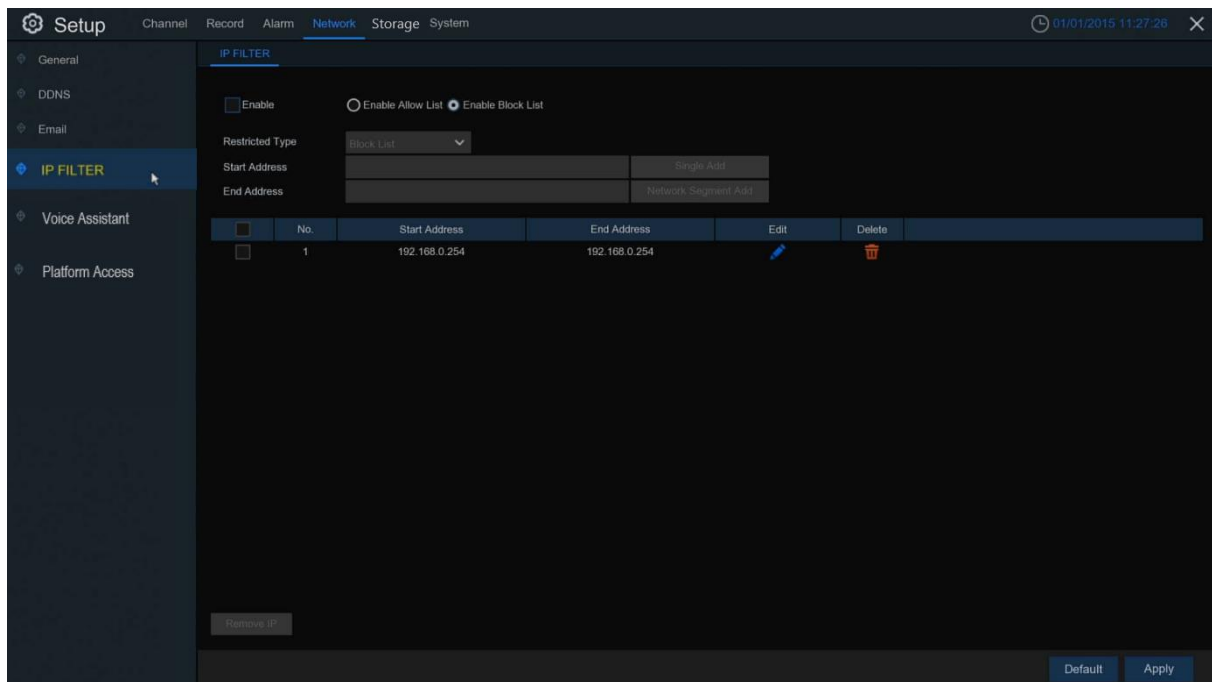 Setup Channel Record Alarm Network Storage System 01/01/2015 11:27:26
General
DDNS
Email
IP FILTER
Voice Assistant
Platform Access
IP FILTER
Enable Enable Allow List Enable Block List
Restricted Type Block List
Start Address Single Add
End Address Network Segment Add
No. Start Address End Address Edit Delete
1 192.168.0.254 192.168.0.254
Remove IP
Default Apply